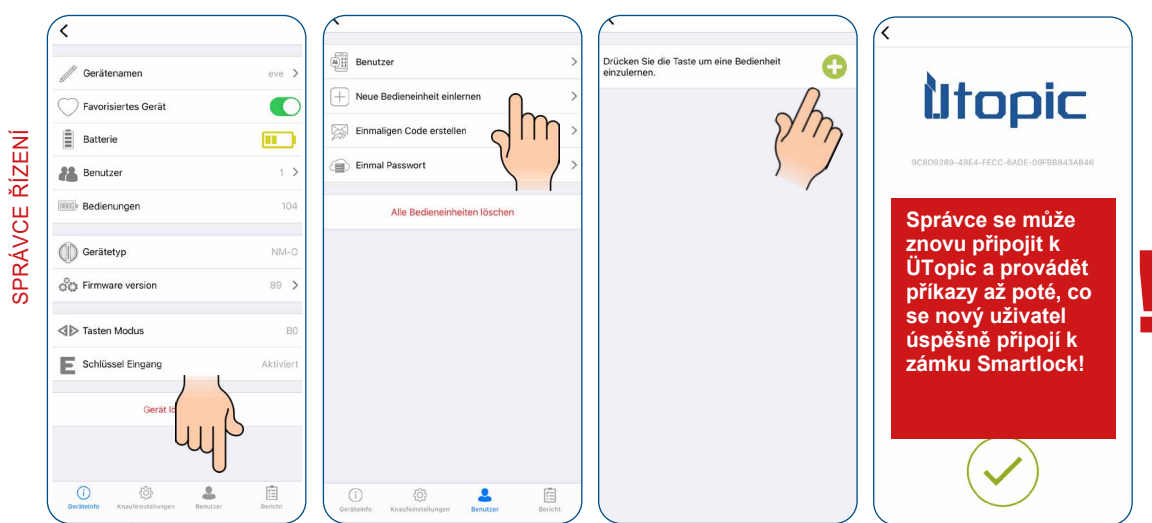 SPRÁVCE ŘÍZENÍ
Gerätenamen
eve
Favorisiertes Gerät
Batterie
Benutzer
1
Bedienungen
104
Gerätetyp
NM-O
Firmware version
89
Tasten Modus
B0
E Schlüssel Eingang
Aktiviert
Gerät lö
Geräteinfo Knaufeinstellungen Benutzer Bericht
Benutzer
Neue Bedieneinheit einlernen
Einmaligen Code erstellen
Einmal Passwort
Alle Bedieneinheiten löschen
Geräteinfo Knaufeinstellungen Benutzer Bericht
Drücken Sie die Taste um eine Bedienheit
einzulernen.
ütopic
9CBD9289-4BE4-FECC-6ADE-09FBB843AB46
Správce se může
znovu připojit k
ÜTopic a provádět
příkazy až poté, co
se nový uživatel
úspěšně připojí k
zámku Smartlock!
!